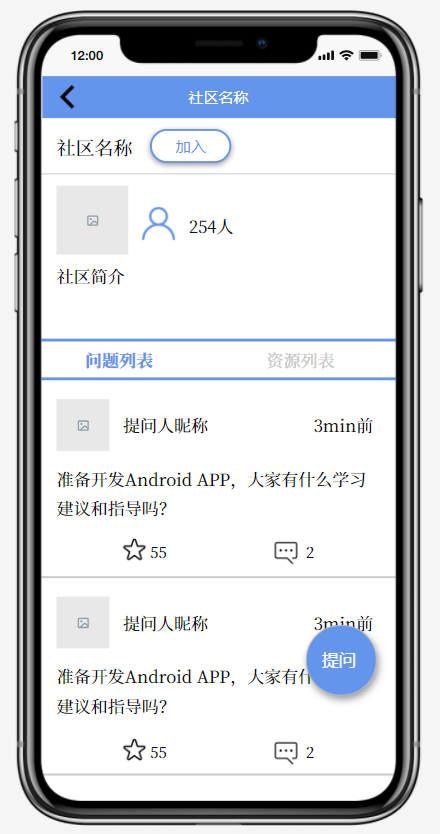 12:00
社区名称
社区名称 加入
254人
社区简介
问题列表 资源列表
提问人昵称 3min前
准备开发Android APP，大家有什么学习
建议和指导吗?
55 2
提问人昵称 3min前
准备开发Android APP，大家有什
提问
建议和指导吗?
55 2